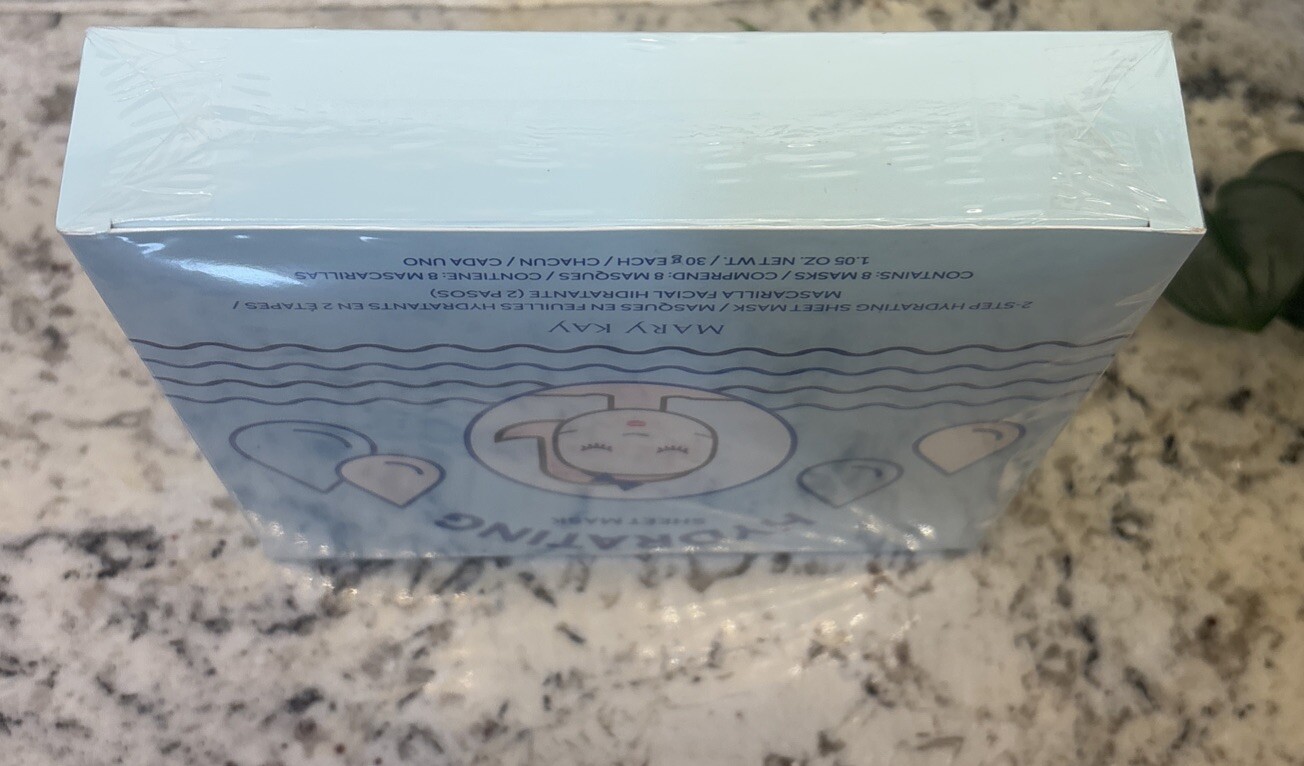 HYDRATING
SHEET MASK
MARY KAY
2-STEP HYDRATING SHEET MASK / MASQUES EN FEUILLES HYDRATANTS EN 2 ÉTAPES /
MASCARILLA FACIAL HIDRATANTE (2 PASOS)
CONTAINS: 8 MASKS / COMPREND: 8 MASQUES / CONTIENE: 8 MASCARILLAS
1.05 OZ. NET WT. / 30 g EACH / CHACUN / CADA UNO